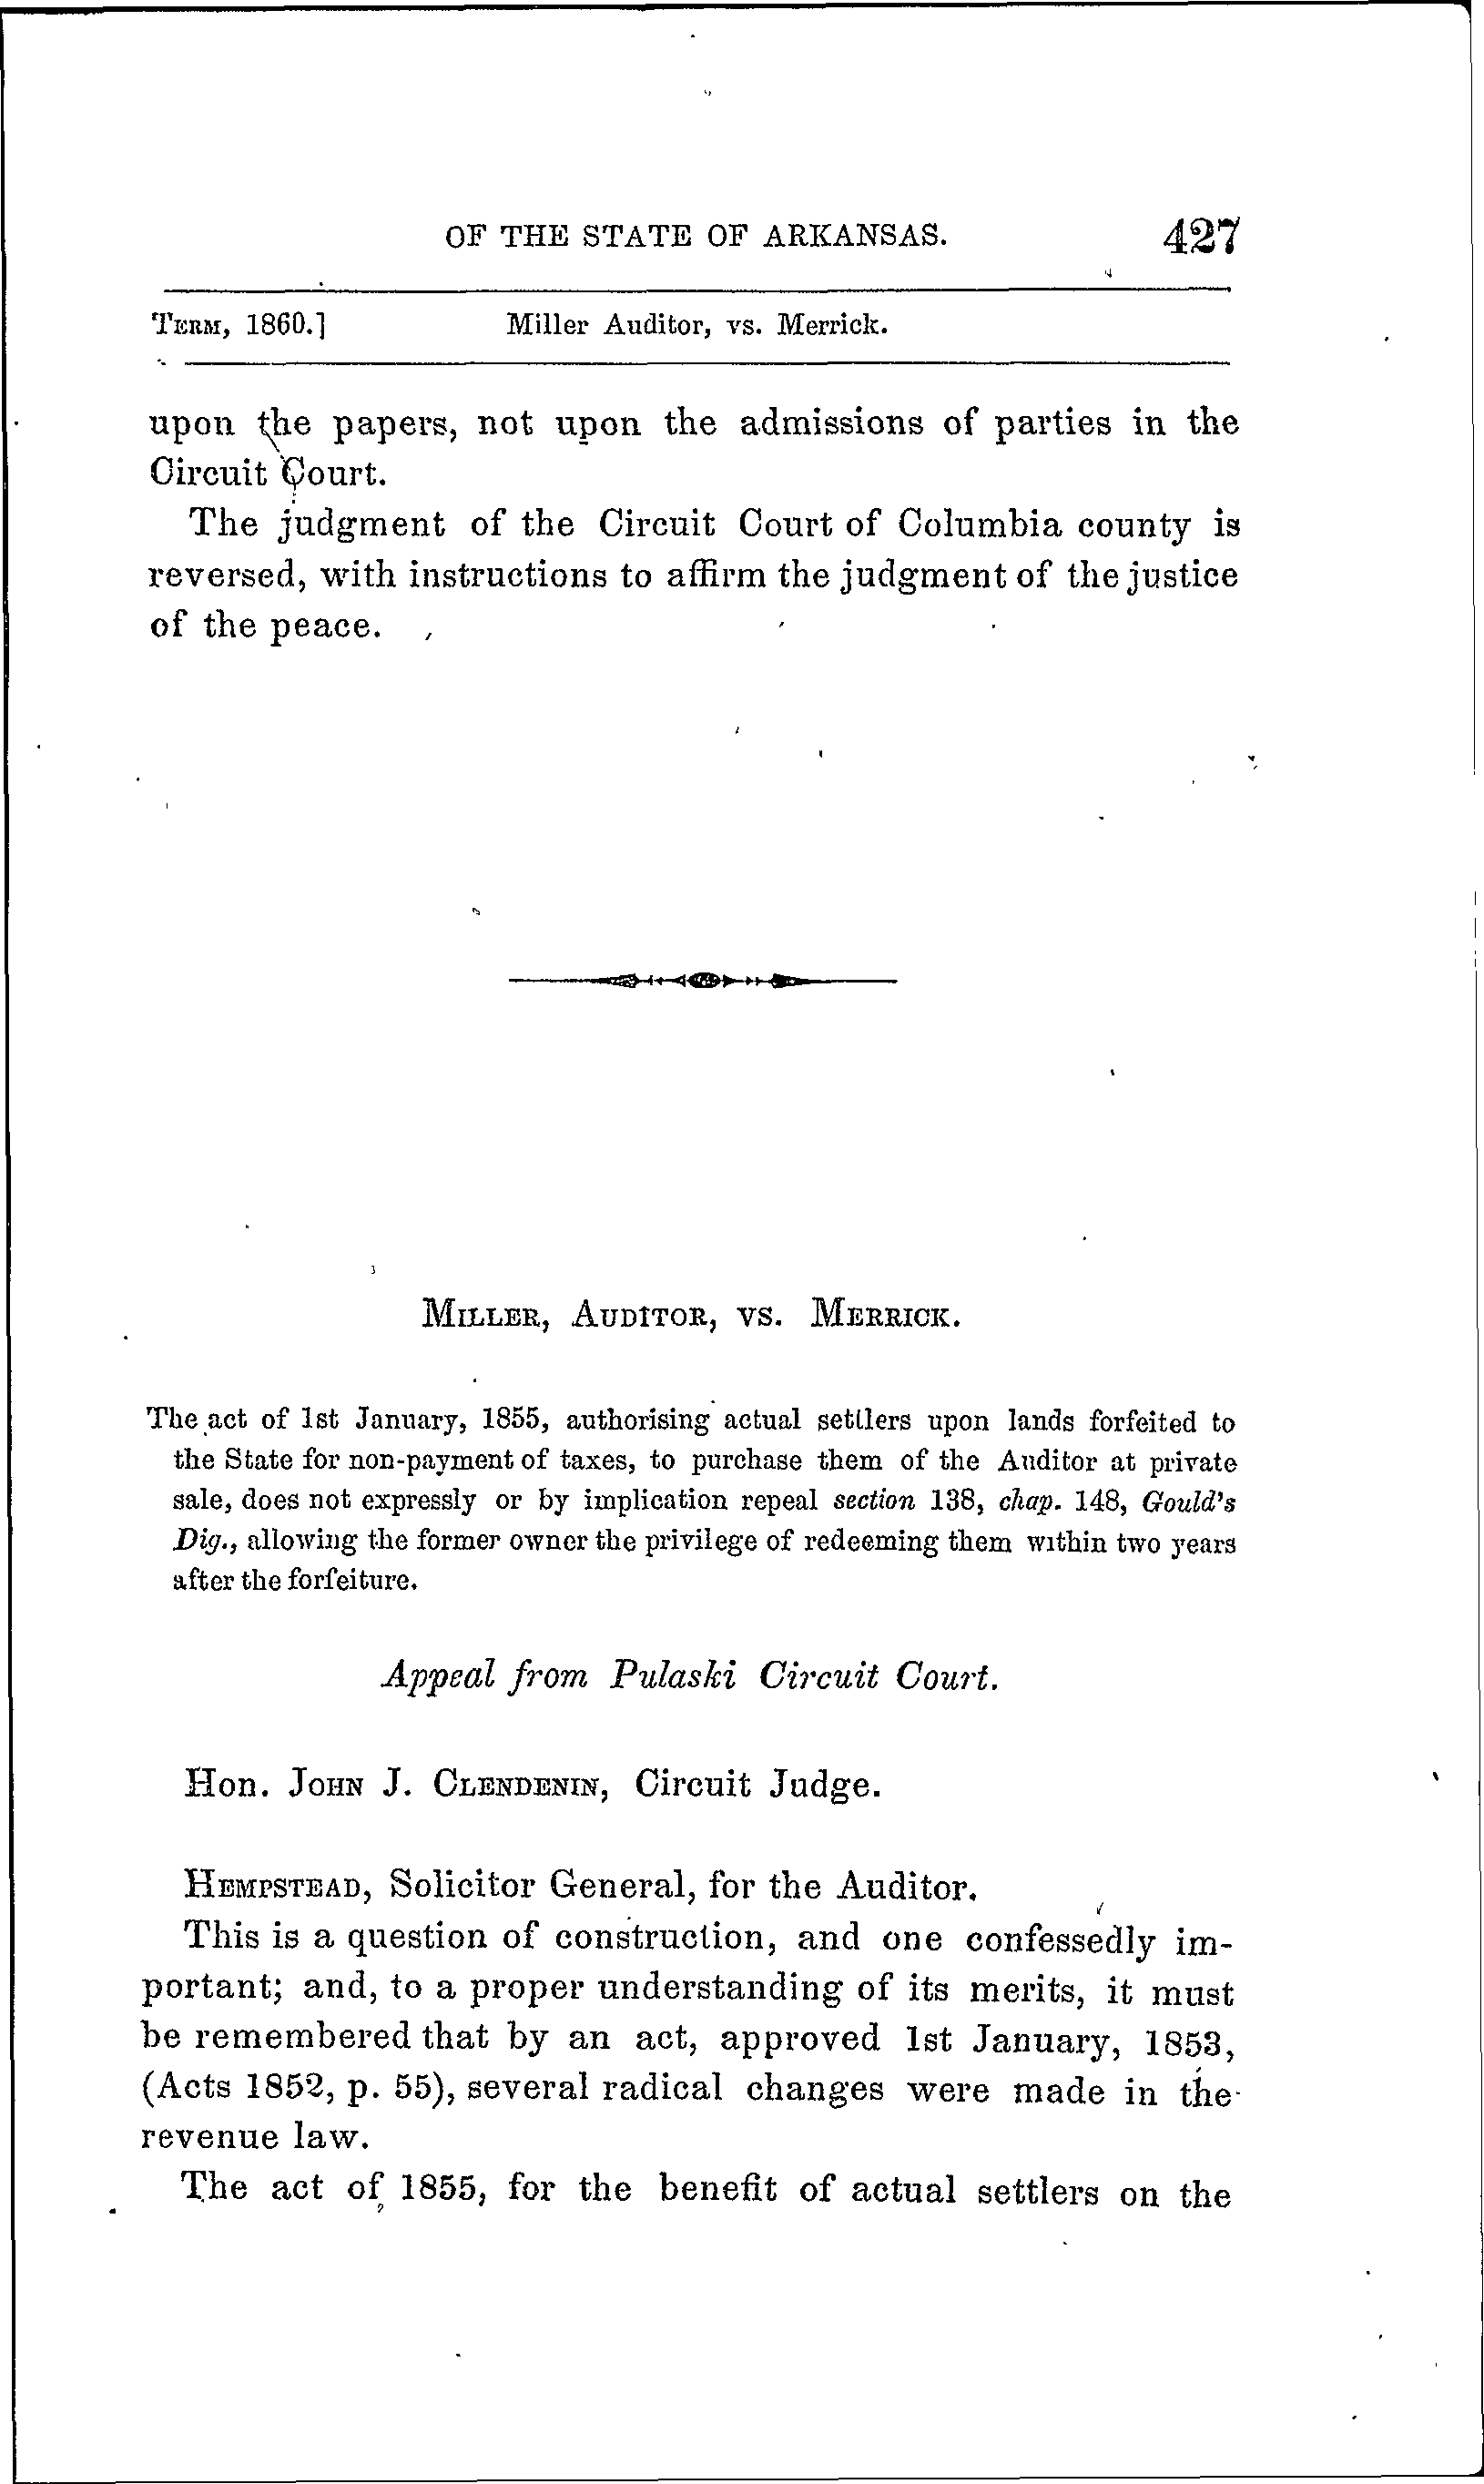 OF THE STATE OF ARKANSAS. 427
TERM, 1860.] Miller Auditor, vs. Merrick.
upon the papers, not upon the admissions of parties in the
Circuit Court.
The judgment of the Circuit Court of Columbia county is
reversed, with instructions to affirm the judgment of the justice
of the peace.
MILLER, AUDITOR, VS. MERRICK.
The act of 1st January, 1855, authorising actual settlers upon lands forfeited to
the State for non-payment of taxes, to purchase them of the Auditor at private
sale, does not expressly or by implication repeal section 138, chap. 148, Gould's
Dig., allowing the former owner the privilege of redeeming them within two years
after the forfeiture.
Appeal from Pulaski Circuit Court.
Hon. JOHN J. CLENDENIN, Circuit Judge.
HEMPSTEAD, Solicitor General, for the Auditor.
This is a question of construction, and one confessedly im-
portant; and, to a proper understanding of its merits, it must
be remembered that by an act, approved 1st January, 1853,
(Acts 1852, p. 55), several radical changes were made in the
revenue law.
The act of 1855, for the benefit of actual settlers on the